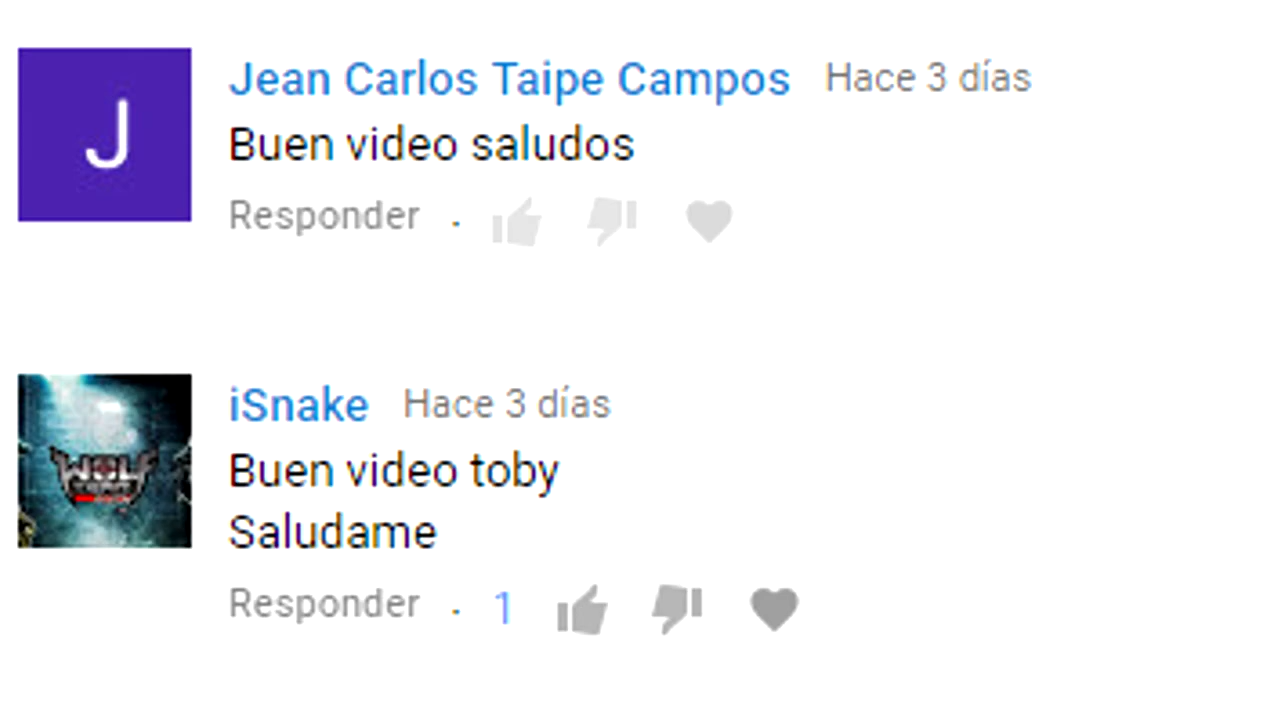 J
Jean Carlos Taipe Campos Hace 3 días
Buen video saludos
Responder .
iSnake Hace 3 días
Buen video toby
Saludame
Responder . 1